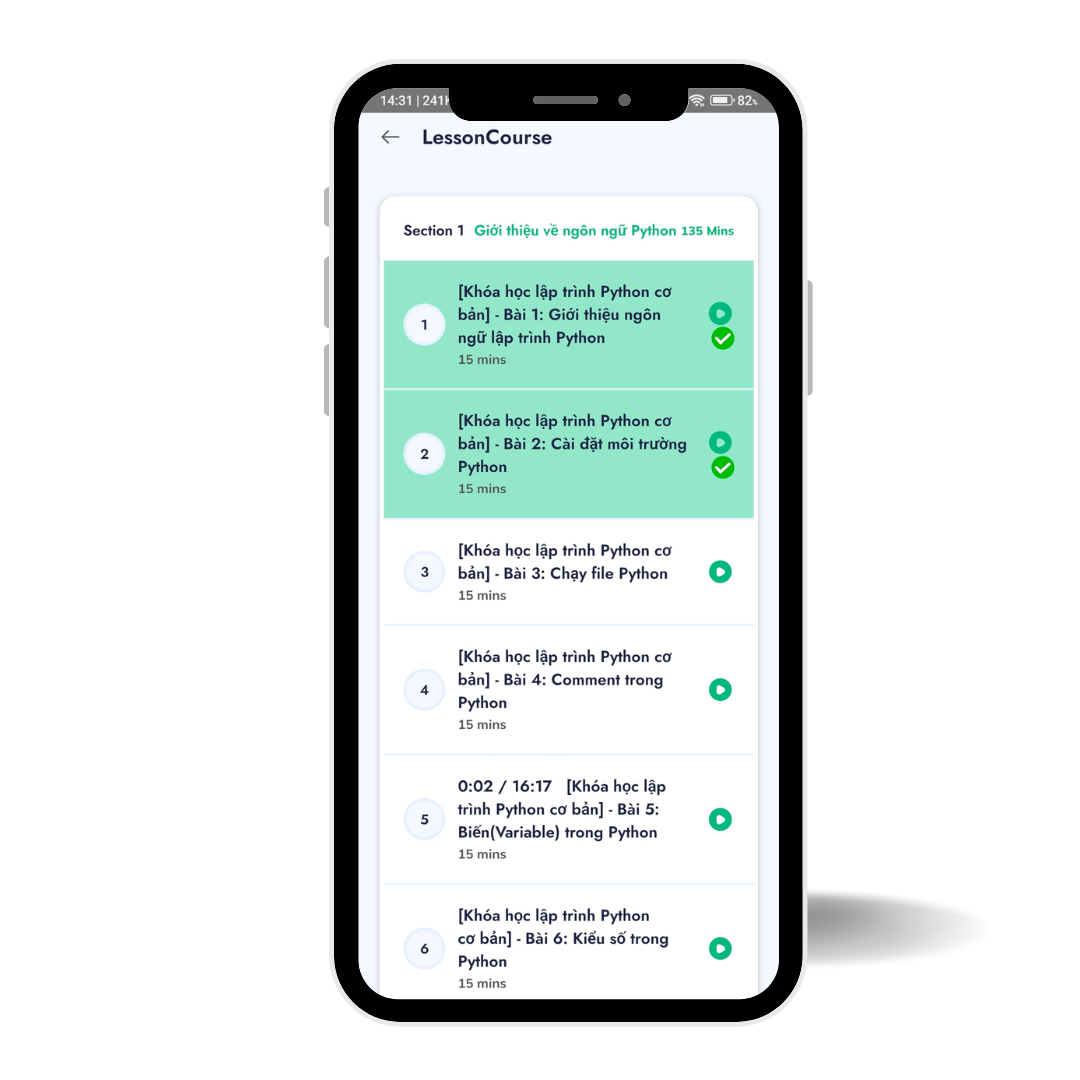 14:31 | 241
82%
LessonCourse
Section 1 Giới thiệu về ngôn ngữ Python 135 Mins
1
[Khóa học lập trình Python cơ
bản] - Bài 1: Giới thiệu ngôn
ngữ lập trình Python
15 mins
2
[Khóa học lập trình Python cơ
bản] - Bài 2: Cài đặt môi trường
Python
15 mins
3
[Khóa học lập trình Python cơ
bản] - Bài 3: Chạy file Python
15 mins
4
[Khóa học lập trình Python cơ
bản] - Bài 4: Comment trong
Python
15 mins
5
0:02 / 16:17 [Khóa học lập
trình Python cơ bản] - Bài 5:
Biến(Variable) trong Python
15 mins
6
[Khóa học lập trình Python
cơ bản] - Bài 6: Kiểu số trong
Python
15 mins